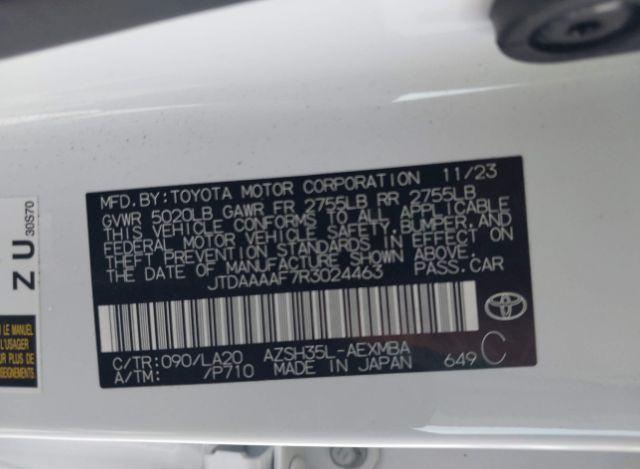 MFD.BY:TOYOTA MOTOR CORPORATION 11/23
GVWR 5020LB GAWR FR 2755LB RR 2755LB
THIS VEHICLE CONFORMS TO ALL APPLICABLE
FEDERAL MOTOR VEHICLE SAFETY, BUMPER, AND
THEFT PREVENTION STANDARDS IN EFFECT ON
THE DATE OF MANUFACTURE SHOWN ABOVE.
JTDAAAAF7R3024463 PASS.CAR
C/TR:090/LA20 AZSH35L-AEXMBA
A/TM: /P710 MADE IN JAPAN 649 C
Z U
30S70
LE MANUEL
L'USAGER
PLUS DE